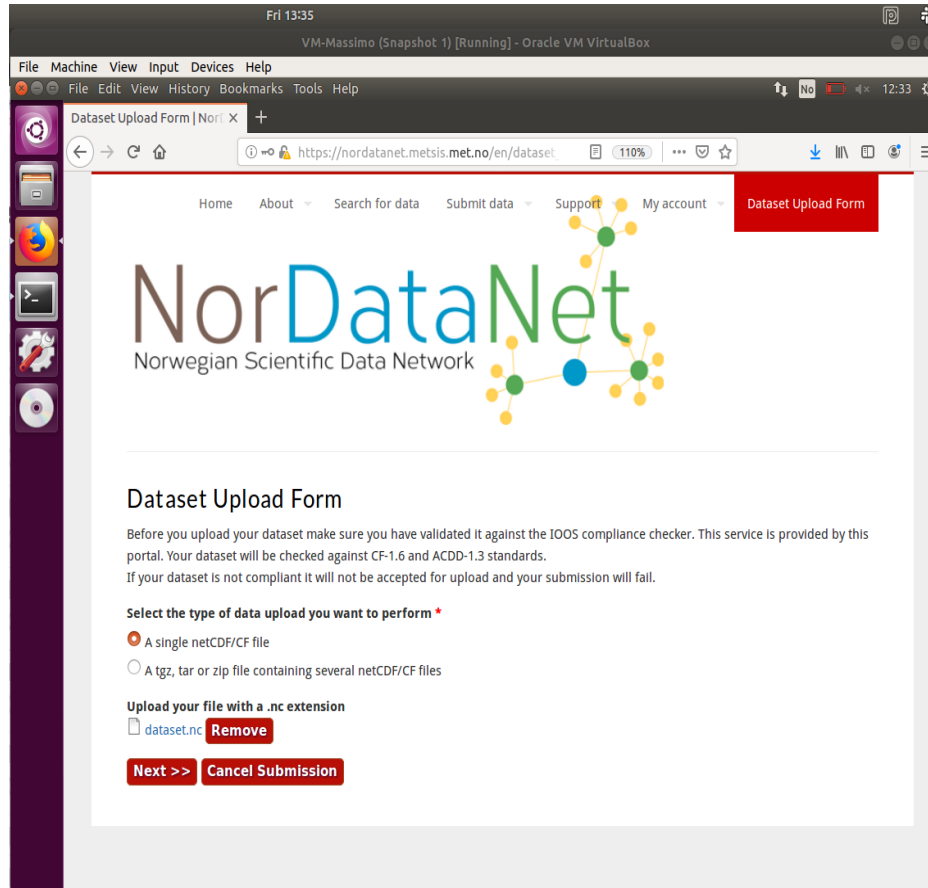 Fri 13:35
VM-Massimo (Snapshot 1) [Running] - Oracle VM VirtualBox
File Machine View Input Devices Help
File Edit View History Bookmarks Tools Help No 12:33
Dataset Upload Form | Nor
https://nordatanet.metsis.met.no/en/dataset_ 110%
Home About Search for data Submit data Support My account Dataset Upload Form
NorDataNet
Norwegian Scientific Data Network
Dataset Upload Form
Before you upload your dataset make sure you have validated it against the IOOS compliance checker. This service is provided by this
portal. Your dataset will be checked against CF-1.6 and ACDD-1.3 standards.
If your dataset is not compliant it will not be accepted for upload and your submission will fail.
Select the type of data upload you want to perform *
A single netCDF/CF file
A tgz, tar or zip file containing several netCDF/CF files
Upload your file with a .nc extension
dataset.nc Remove
Next >> Cancel Submission